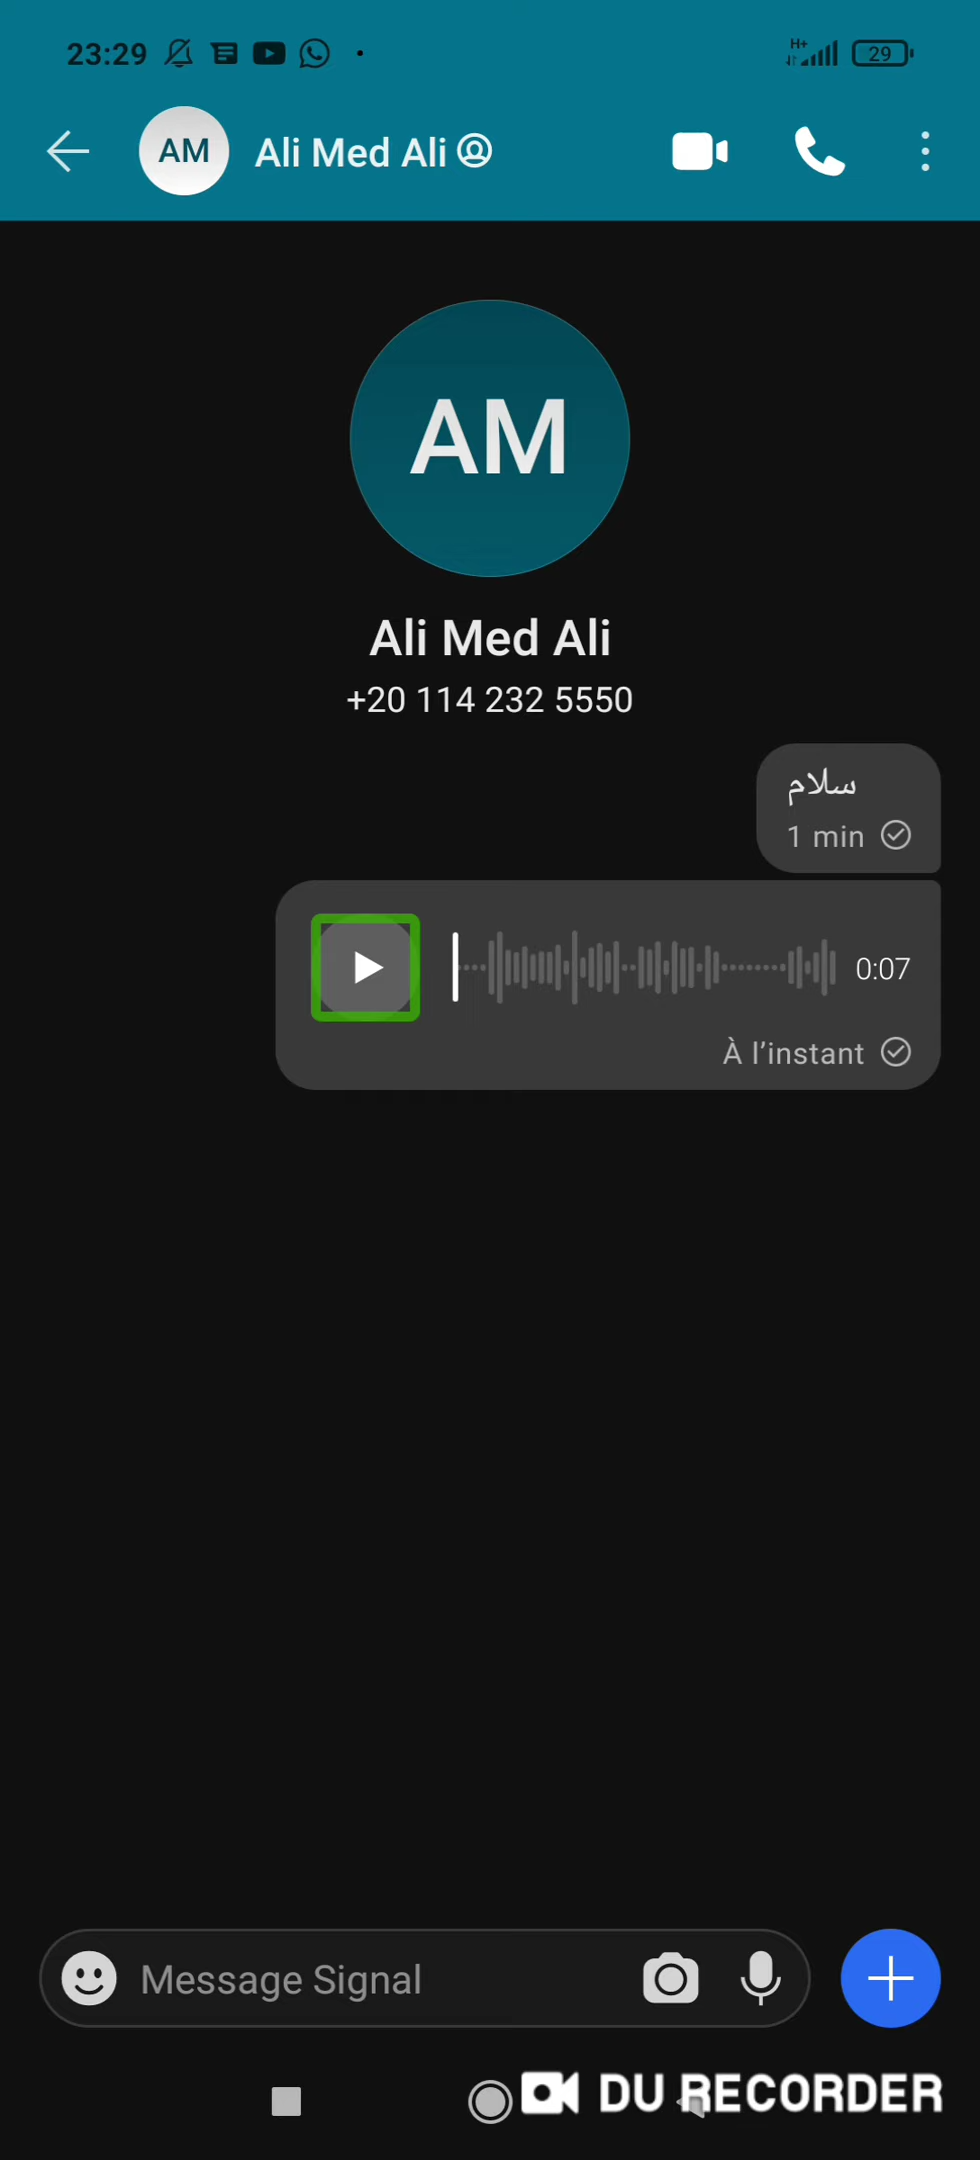 23:29
H+
29
AM
Ali Med Ali
AM
Ali Med Ali
+20 114 232 5550
سلام
1 min
0:07
À l’instant
Message Signal
DU RECORDER